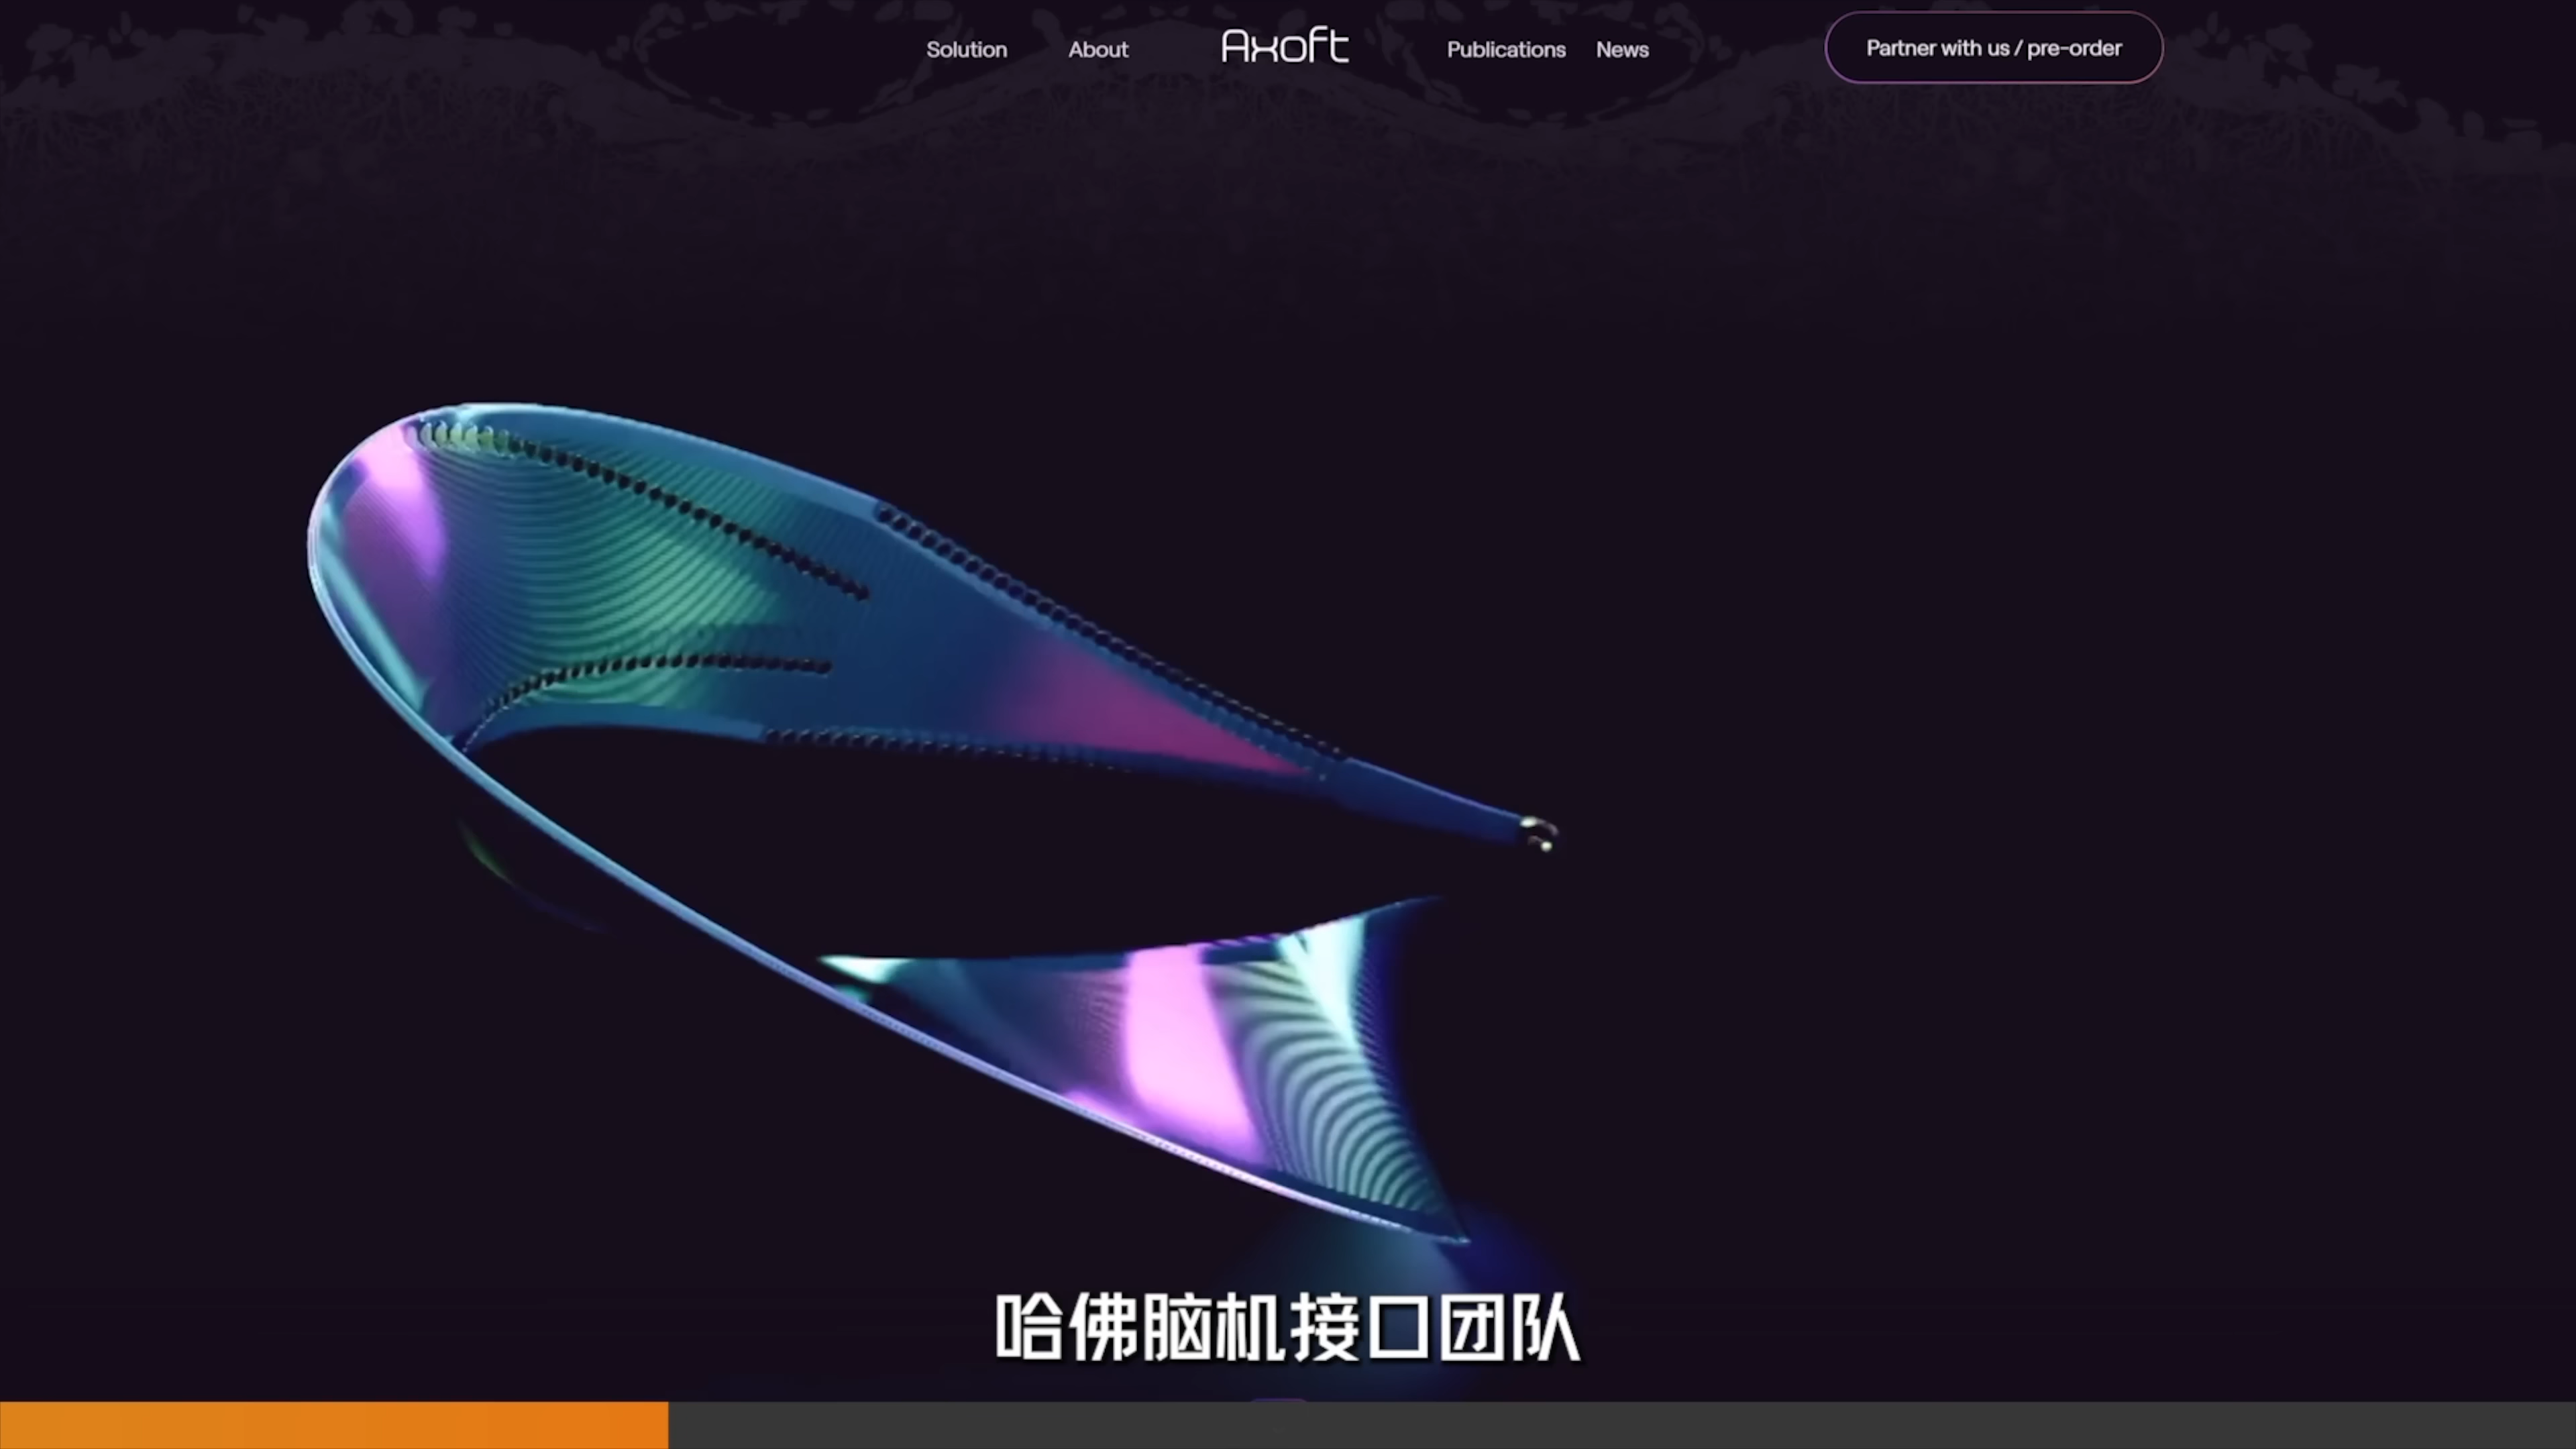 Solution
About
Axoft
Publications
News
Partner with us / pre-order
哈佛脑机接口团队